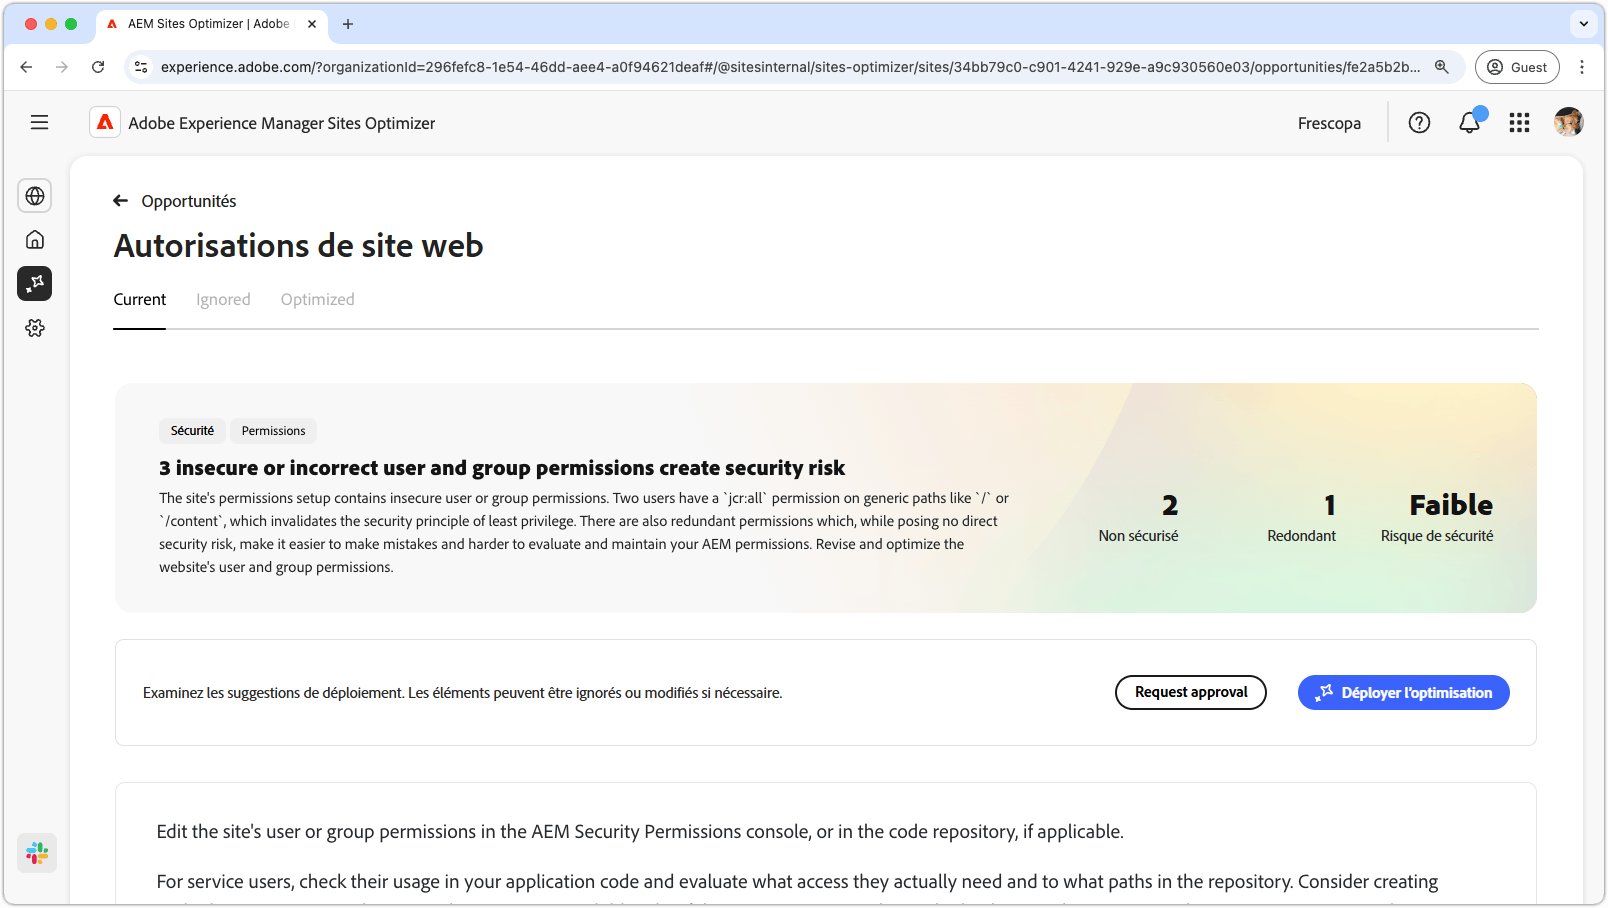 AEM Sites Optimizer | Adobe
experience.adobe.com/?organizationId=296fefc8-1e54-46dd-aee4-a0f94621deaf#/@sitesinternal/sites-optimizer/sites/34bb79c0-c901-4241-929e-a9c930560e03/opportunities/fe2a5b2b...
Guest
Adobe Experience Manager Sites Optimizer
Frescopa
Opportunités
Autorisations de site web
Current
Ignored
Optimized
Sécurité
Permissions
3 insecure or incorrect user and group permissions create security risk
The site's permissions setup contains insecure user or group permissions. Two users have a `jcr:all` permission on generic paths like `/` or
`/content`, which invalidates the security principle of least privilege. There are also redundant permissions which, while posing no direct
security risk, make it easier to make mistakes and harder to evaluate and maintain your AEM permissions. Revise and optimize the
website's user and group permissions.
2
Non sécurisé
1
Redondant
Faible
Risque de sécurité
Examinez les suggestions de déploiement. Les éléments peuvent être ignorés ou modifiés si nécessaire.
Request approval
Déployer l'optimisation
Edit the site's user or group permissions in the AEM Security Permissions console, or in the code repository, if applicable.
For service users, check their usage in your application code and evaluate what access they actually need and to what paths in the repository. Consider creating